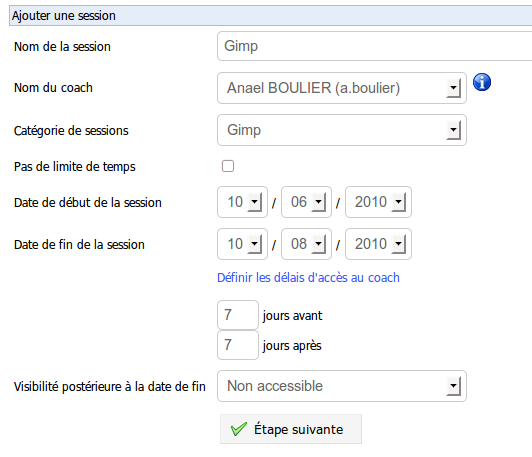 Ajouter une session
Nom de la session Gimp
Nom du coach Anael BOULIER (a.boulier)
Catégorie de sessions Gimp
Pas de limite de temps
Date de début de la session 10 / 06 / 2010
Date de fin de la session 10 / 08 / 2010
Définir les délais d'accès au coach
7 jours avant
7 jours après
Visibilité postérieure à la date de fin Non accessible
Étape suivante